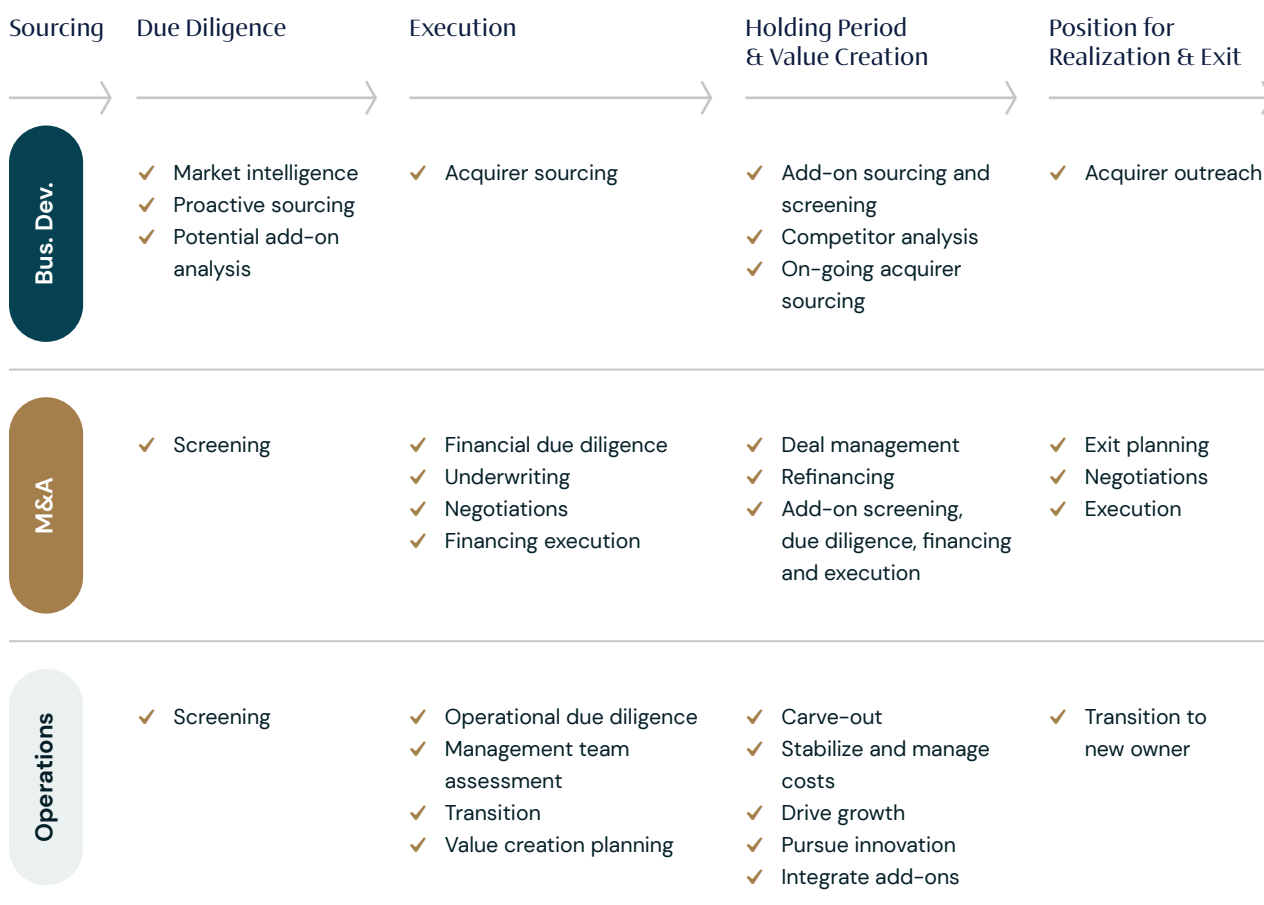 Sourcing
Due Diligence
Execution
Holding Period
& Value Creation
Position for
Realization & Exit
Bus. Dev.
Market intelligence
Proactive sourcing
Potential add-on
analysis
Acquirer sourcing
Add-on sourcing and
screening
Competitor analysis
On-going acquirer
sourcing
Acquirer outreach
M&A
Screening
Financial due diligence
Underwriting
Negotiations
Financing execution
Deal management
Refinancing
Add-on screening,
due diligence, financing
and execution
Exit planning
Negotiations
Execution
Operations
Screening
Operational due diligence
Management team
assessment
Transition
Value creation planning
Carve-out
Stabilize and manage
costs
Drive growth
Pursue innovation
Integrate add-ons
Transition to
new owner